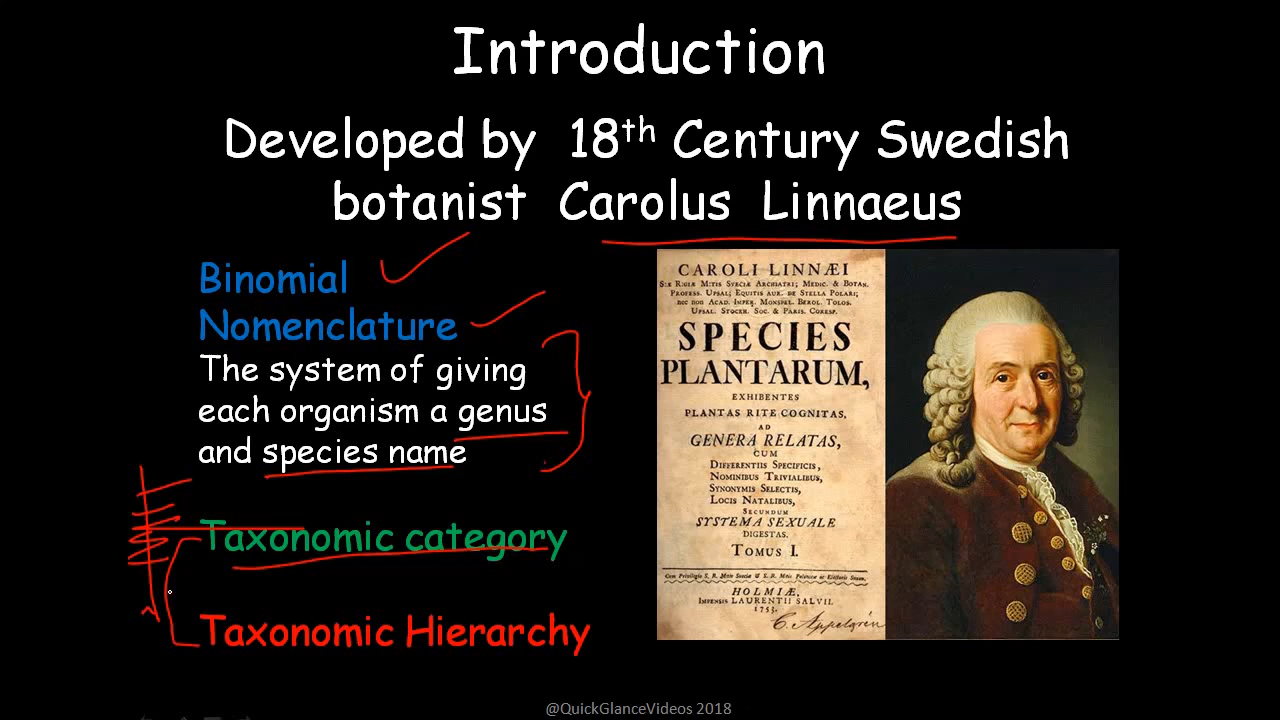 Introduction
Developed by 18th Century Swedish
botanist Carolus Linnaeus
Binomial
Nomenclature
The system of giving
each organism a genus
and species name
Taxonomic category
Taxonomic Hierarchy
CAROLI LINNÆI
SPECIES
PLANTARUM,
EXHIBENTES
PLANTAS RITE COGNITAS,
AD
GENERA RELATAS,
CUM
DIFFERENTIIS SPECIFICIS,
NOMINIBUS TRIVIALIBUS,
SYNONYMIS SELECTIS,
LOCIS NATALIBUS,
SECUNDUM
SYSTEMA SEXUALE
DIGESTAS.
TOMUS I.
HOLMIÆ,
IMPENSIS LAURENTII SALVII.
1753.
@QuickGlanceVideos 2018